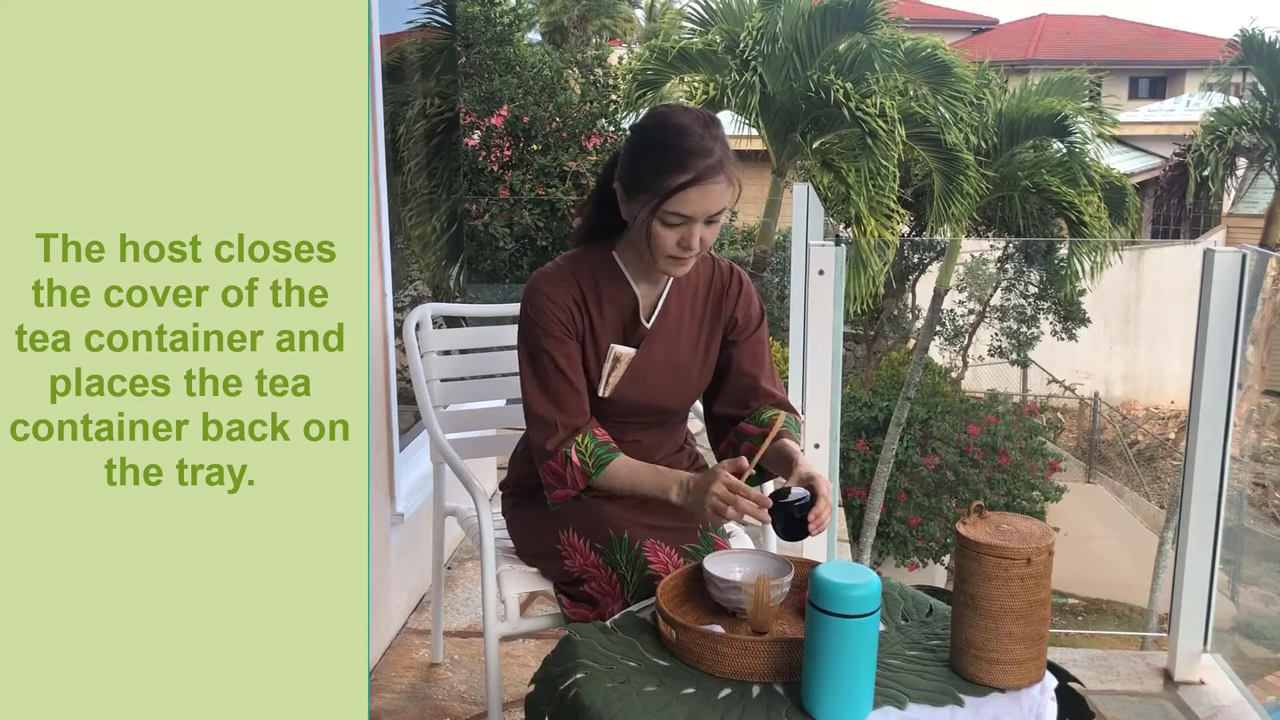 The host closes
the cover of the
tea container and
places the tea
container back on
the tray.